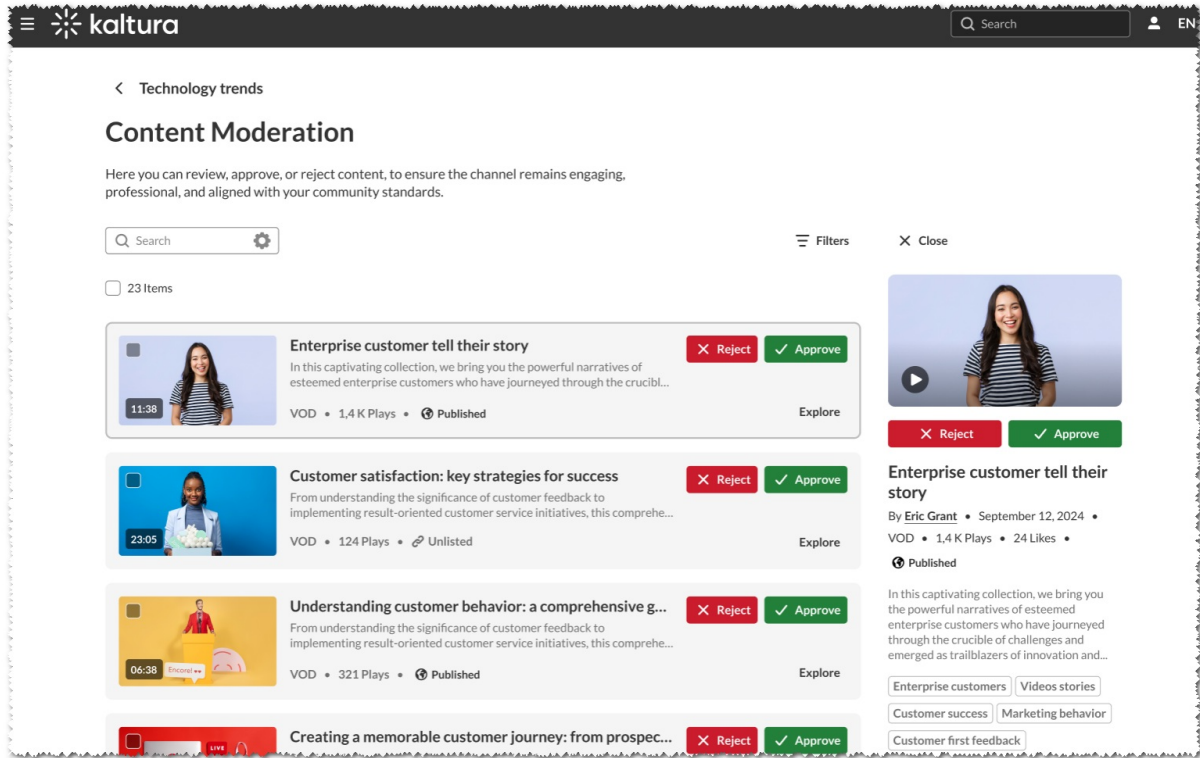 kaltura
Search
EN
Technology trends
Content Moderation
Here you can review, approve, or reject content, to ensure the channel remains engaging,
professional, and aligned with your community standards.
Search
Filters
Close
23 Items
Enterprise customer tell their story
In this captivating collection, we bring you the powerful narratives of
esteemed enterprise customers who have journeyed through the crucibl...
11:38
VOD • 1,4 K Plays • Published
Reject
Approve
Explore
Customer satisfaction: key strategies for success
From understanding the significance of customer feedback to
implementing result-oriented customer service initiatives, this comprehe...
23:05
VOD • 124 Plays • Unlisted
Reject
Approve
Explore
Understanding customer behavior: a comprehensive g...
From understanding the significance of customer feedback to
implementing result-oriented customer service initiatives, this comprehe...
06:38
Encore!
VOD • 321 Plays • Published
Reject
Approve
Explore
Creating a memorable customer journey: from prospec...
LIVE
Reject
Approve
Reject
Approve
Enterprise customer tell their
story
By Eric Grant • September 12, 2024 •
VOD • 1,4 K Plays • 24 Likes •
Published
In this captivating collection, we bring you
the powerful narratives of esteemed
enterprise customers who have journeyed
through the crucible of challenges and
emerged as trailblazers of innovation and...
Enterprise customers
Videos stories
Customer success
Marketing behavior
Customer first feedback